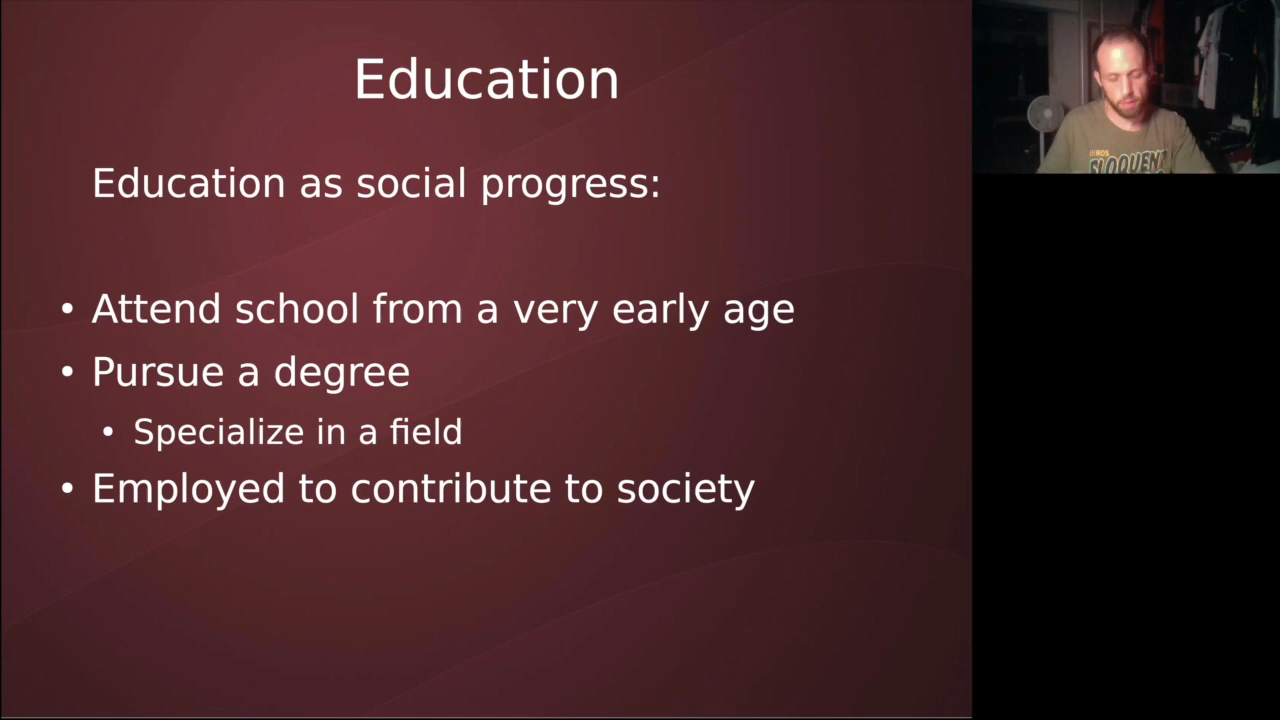 Education
Education as social progress:
• Attend school from a very early age
• Pursue a degree
• Specialize in a field
• Employed to contribute to society
ELOQUENT